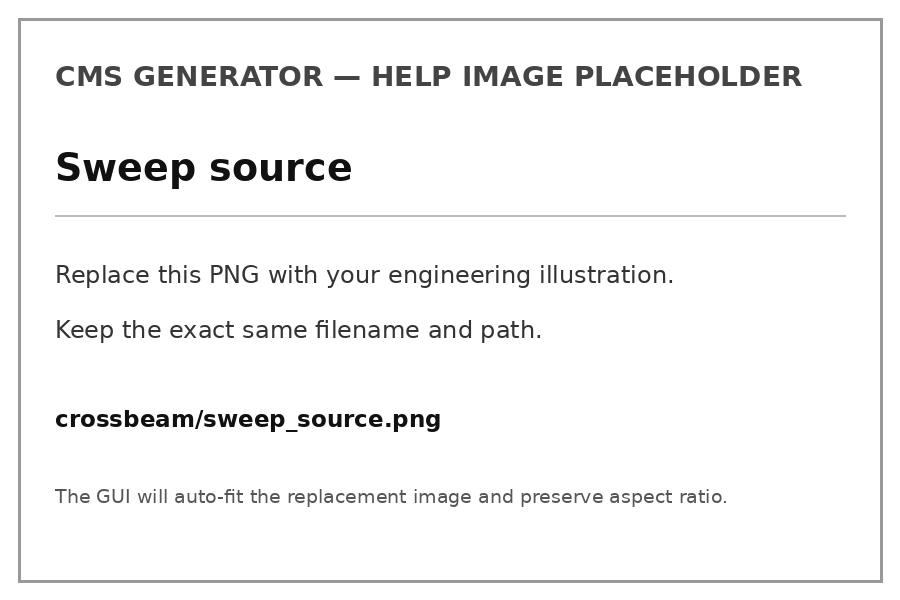 CMS GENERATOR — HELP IMAGE PLACEHOLDER
Sweep source
Replace this PNG with your engineering illustration.
Keep the exact same filename and path.
crossbeam/sweep_source.png
The GUI will auto-fit the replacement image and preserve aspect ratio.